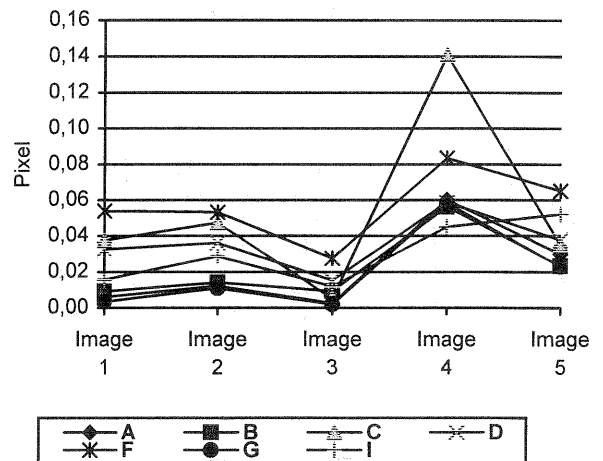 0,16
0,14
0,12
0,10
0,08
0,06
0,04
0,02
0,00
Pixel
Image 1
Image 2
Image 3
Image 4
Image 5
A B C D
F G I